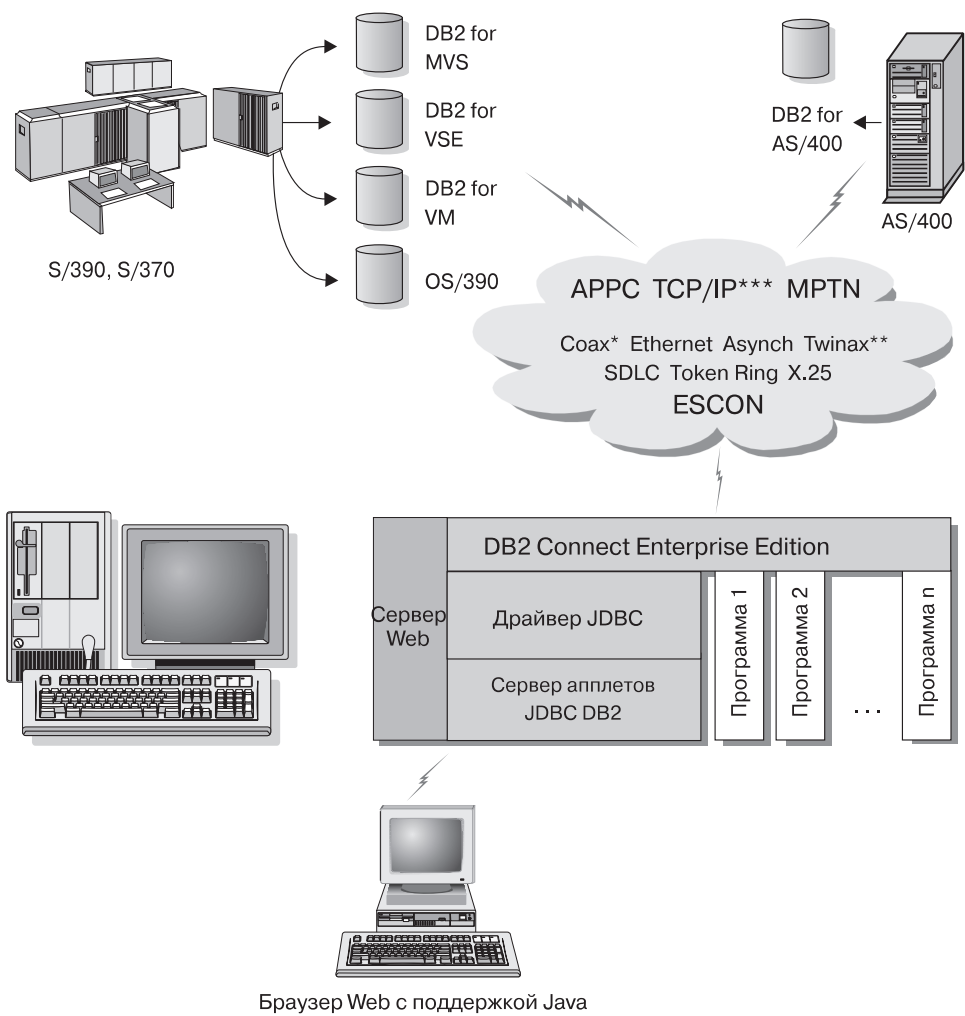 DB2 for
MVS
DB2 for
VSE
DB2 for
VM
OS/390
S/390, S/370
DB2 for
AS/400
AS/400
APPC TCP/IP*** MPTN
Coax* Ethernet Asynch Twinax**
SDLC Token Ring X.25
ESCON
DB2 Connect Enterprise Edition
Сервер
Web
Драйвер JDBC
Сервер апплетов
JDBC DB2
Программа 1
Программа 2
...
Программа n
Браузер Web с поддержкой Java